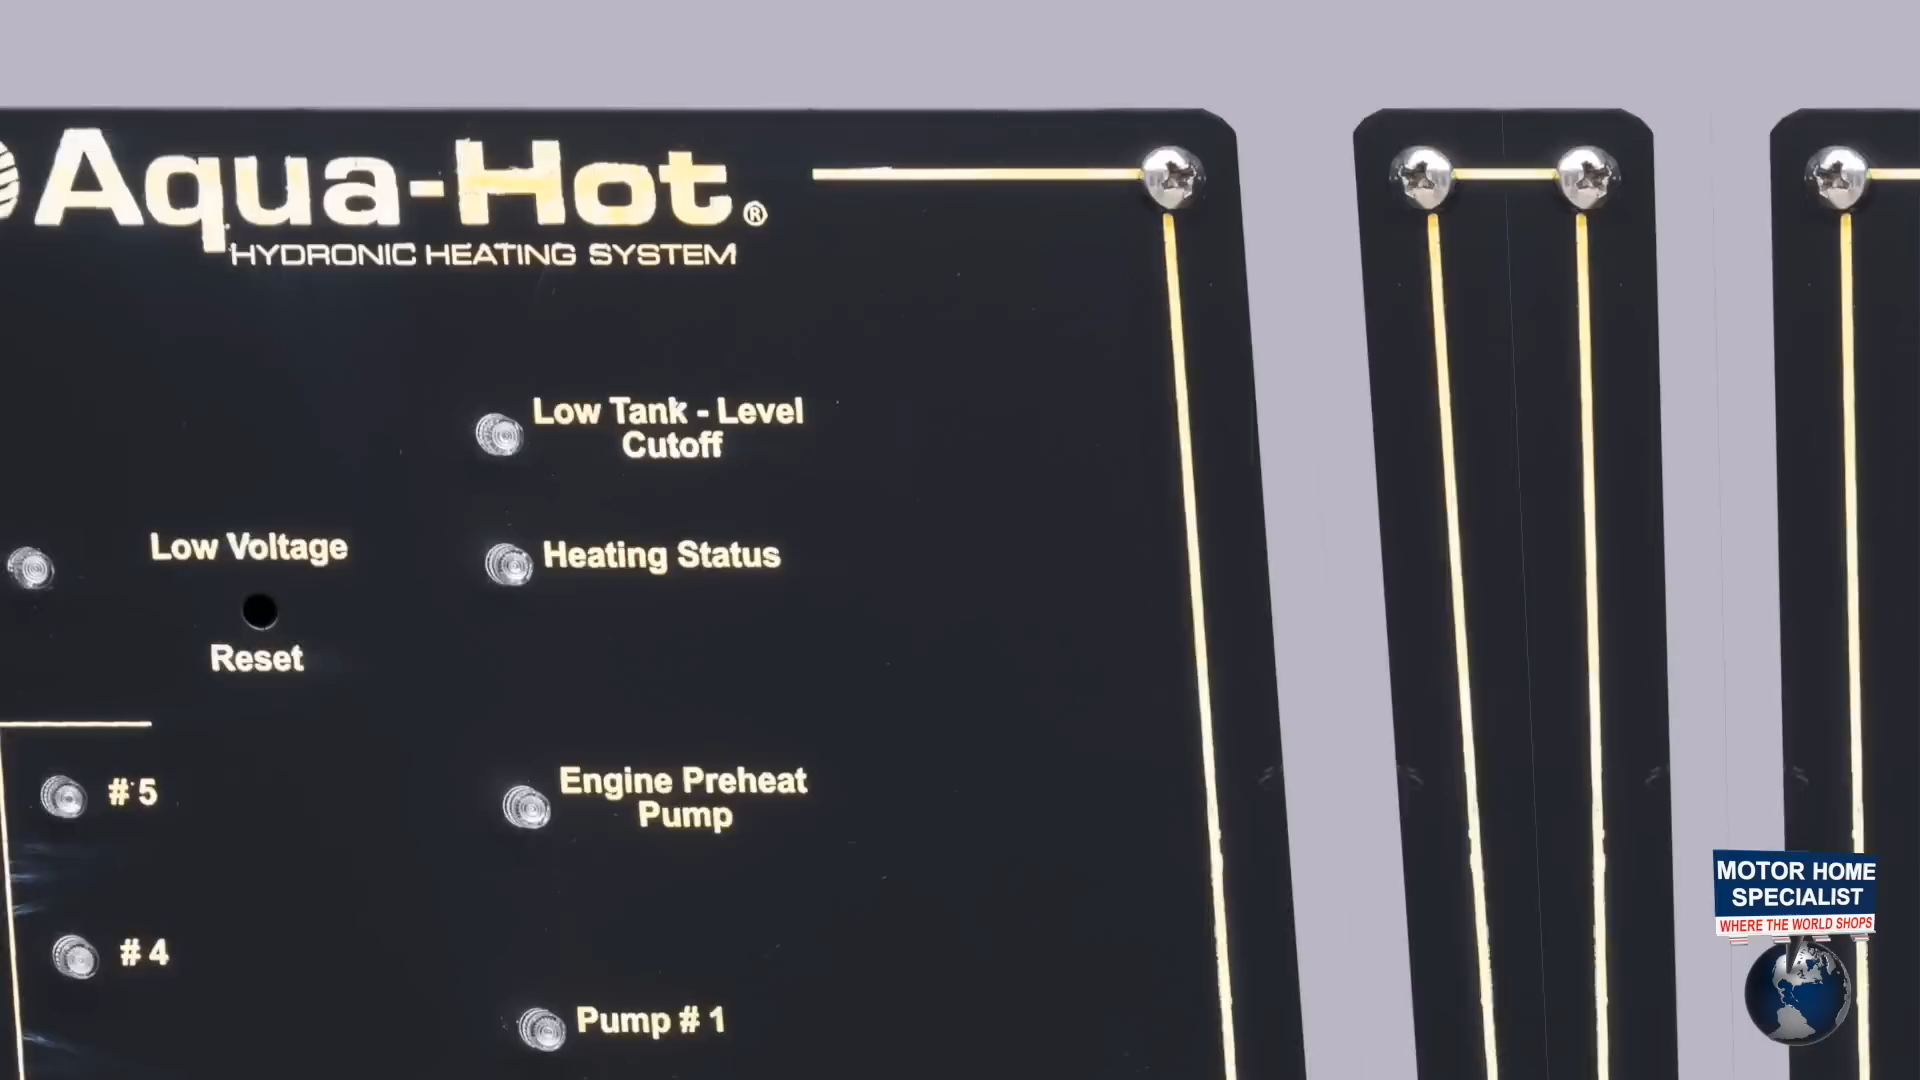 Aqua-Hot®
HYDRONIC HEATING SYSTEM
Low Tank - Level
Cutoff
Low Voltage
Heating Status
Reset
# 5
Engine Preheat
Pump
# 4
Pump # 1
MOTOR HOME
SPECIALIST
WHERE THE WORLD SHOPS